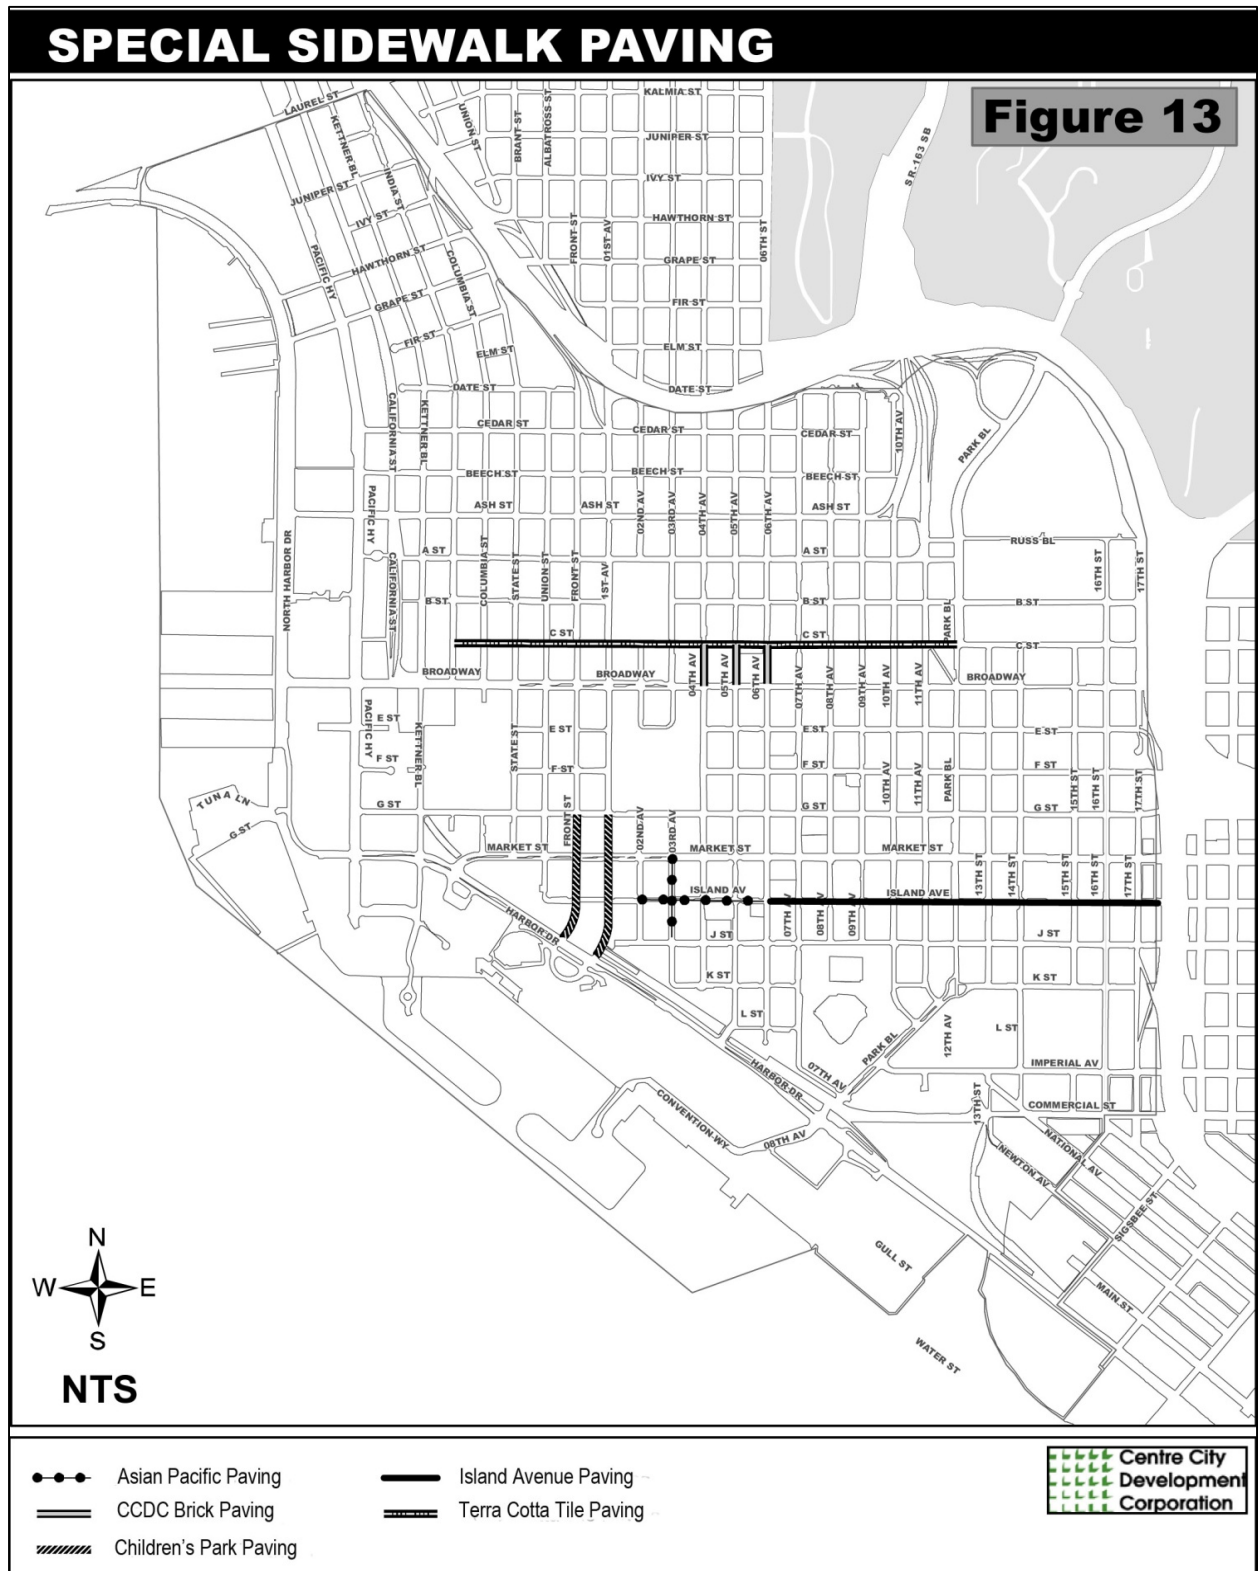 SPECIAL SIDEWALK PAVING
Figure 13
LAUREL ST
KETTNER BL
UNION ST
BRANT ST
ALBATROSS ST
KALMIA ST
JUNIPER ST
SR-163 SB
JUNIPER ST
INDIA ST
IVY ST
IVY ST
HAWTHORN ST
FRONT ST
01ST AV
06TH ST
PACIFIC HY
HAWTHORN ST
COLUMBIA ST
GRAPE ST
GRAPE ST
FIR ST
FIR ST
ELM ST
ELM ST
DATE ST
DATE ST
CALIFORNIA ST
KETTNER BL
CEDAR ST
CEDAR ST
CEDAR ST
10TH AV
PARK BL
BEECH ST
BEECH ST
BEECH ST
PACIFIC HY
ASH ST
ASH ST
02ND AV
03RD AV
04TH AV
05TH AV
06TH AV
ASH ST
NORTH HARBOR DR
CALIFORNIA ST
A ST
COLUMBIA ST
STATE ST
UNION ST
FRONT ST
1ST AV
A ST
RUSS BL
16TH ST
17TH ST
B ST
B ST
PARK BL
B ST
C ST
C ST
C ST
BROADWAY
BROADWAY
04TH AV
05TH AV
06TH AV
07TH AV
08TH AV
09TH AV
10TH AV
11TH AV
BROADWAY
PACIFIC HY
E ST
KETTNER BL
STATE ST
E ST
E ST
E ST
F ST
F ST
F ST
10TH AV
11TH AV
PARK BL
F ST
15TH ST
16TH ST
17TH ST
TUNA LN
G ST
G ST
FRONT ST
02ND AV
03RD AV
G ST
G ST
MARKET ST
MARKET ST
MARKET ST
ISLAND AV
ISLAND AVE
13TH ST
14TH ST
15TH ST
16TH ST
17TH ST
HARBOR DR
J ST
07TH AV
08TH AV
09TH AV
J ST
K ST
K ST
L ST
12TH AV
L ST
HARBOR DR
07TH AV
PARK BL
IMPERIAL AV
CONVENTION WY
08TH AV
13TH ST
COMMERCIAL ST
NATIONAL AV
NEWTON AV
SIGSBEE ST
GULL ST
MAIN ST
WATER ST
N
W E
S
NTS
Asian Pacific Paving
CCDC Brick Paving
Children's Park Paving
Island Avenue Paving
Terra Cotta Tile Paving
Centre City
Development
Corporation